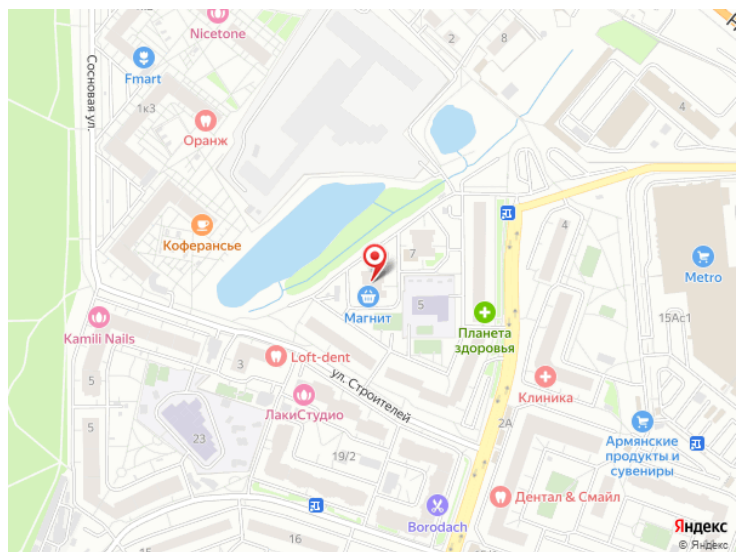 Nicetone
2
8
Fmart
1к3
4
Сосновая ул.
Оранж
Коферансье
7
4
Metro
5
Магнит
15Ас1
Планета
здоровья
Kamili Nails
Loft-dent
3
ул. Строителей
5
Клиника
ЛакиСтудио
5
2А
23
Армянские
продукты и
сувениры
19/2
Дентал & Смайл
Borodach
Яндекс
16
© Яндекс